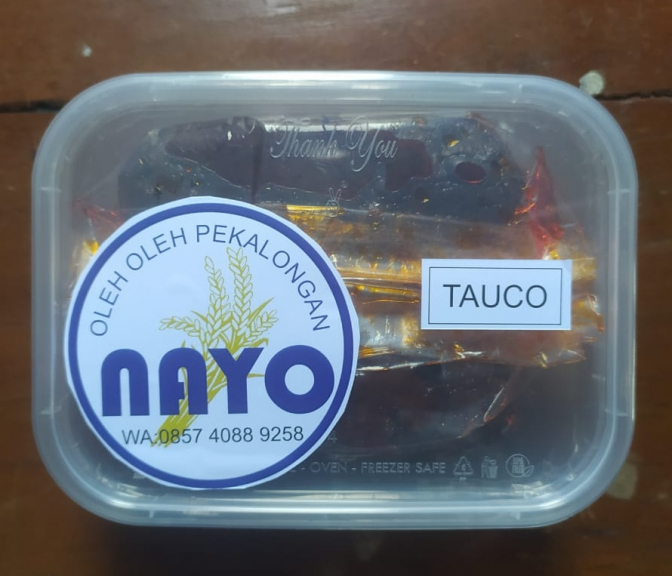 Thank You
OLEH OLEH PEKALONGAN
NAYO
WA:0857 4088 9258
TAUCO
- OVEN - FREEZER SAFE